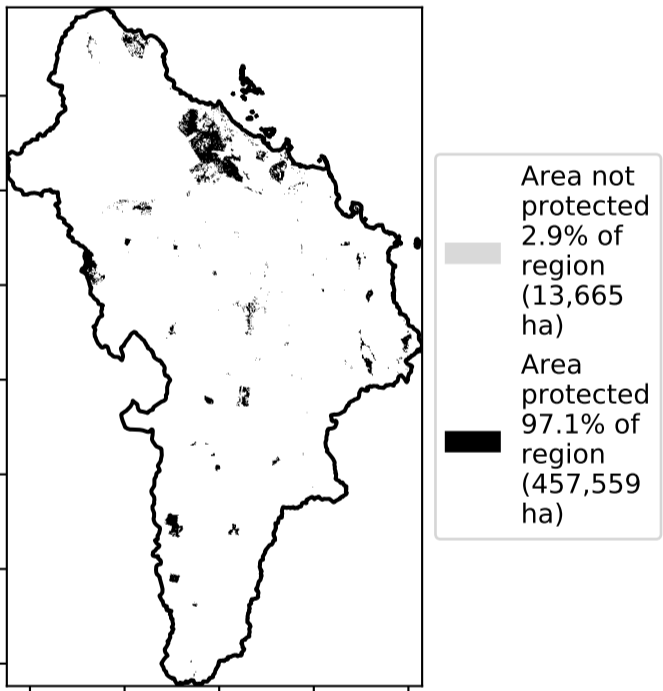 Area not
protected
2.9% of
region
(13,665
ha)
Area
protected
97.1% of
region
(457,559
ha)